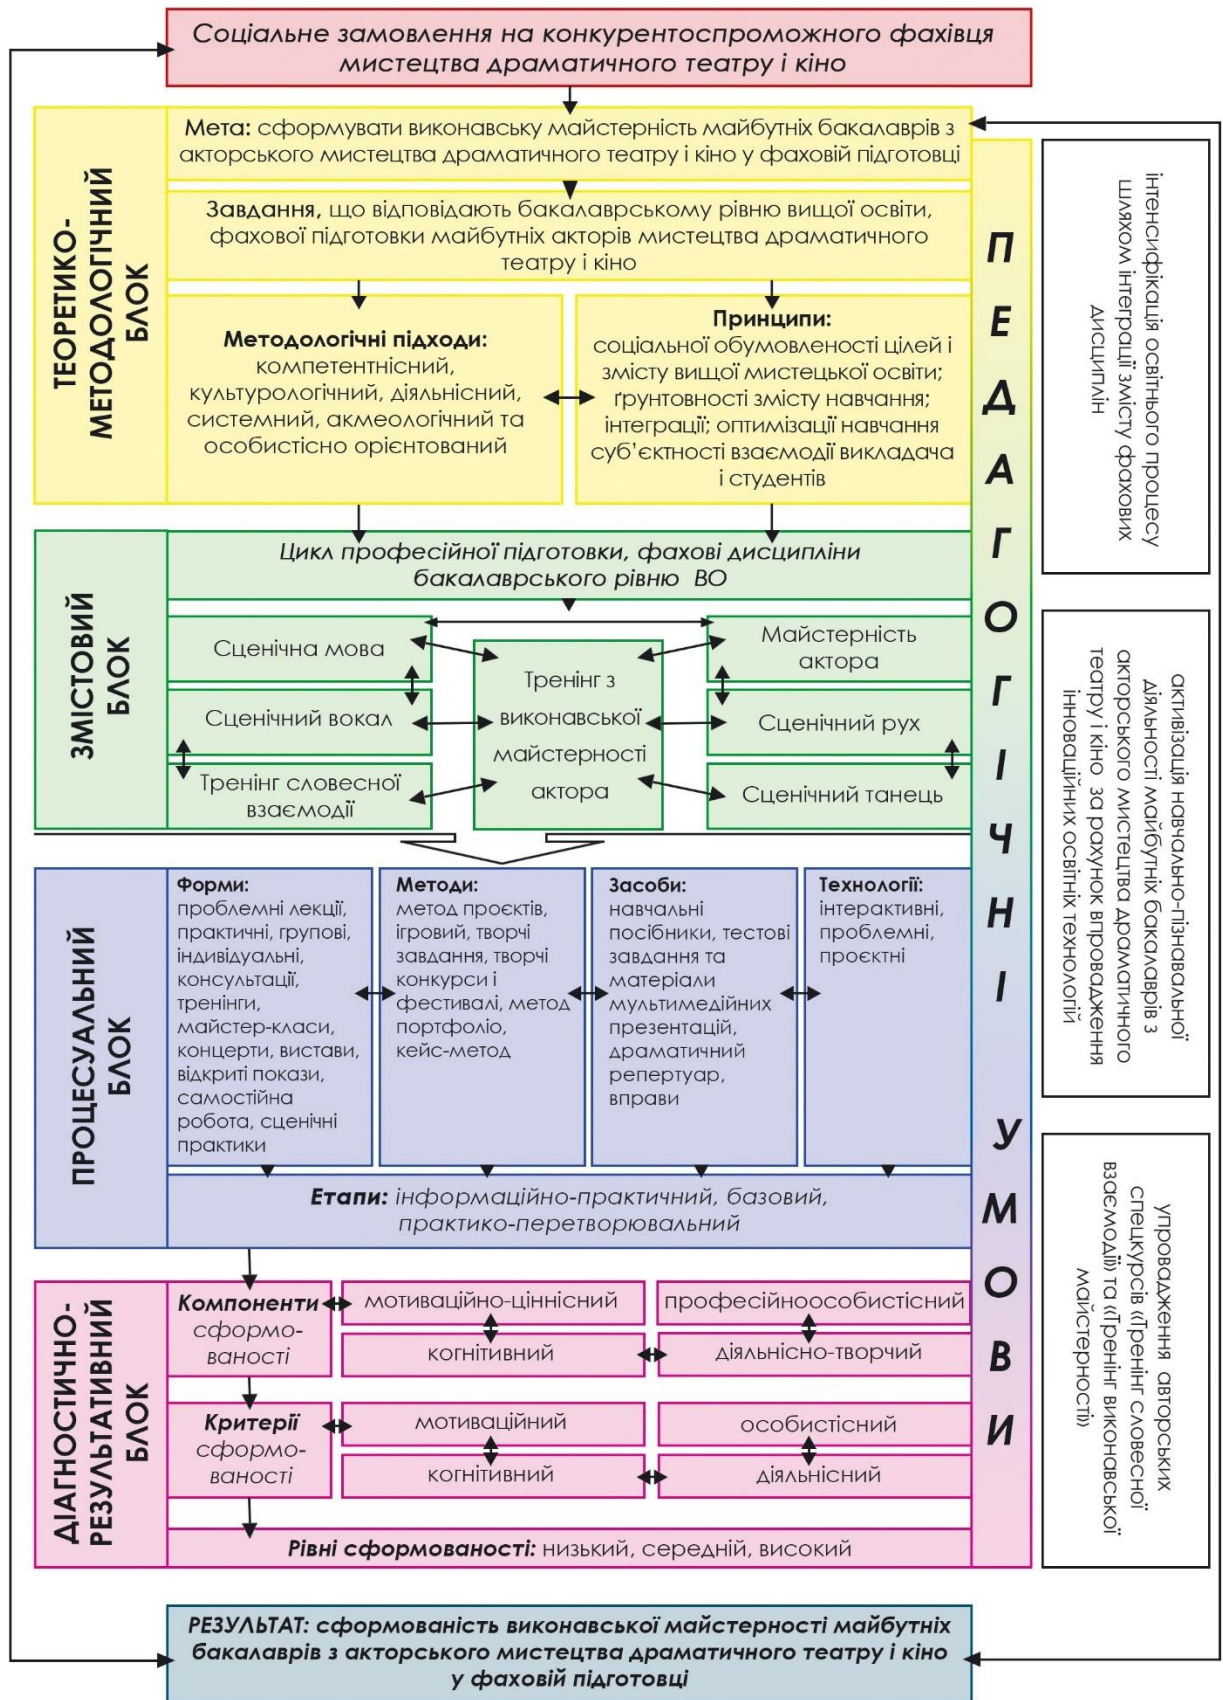 Соціальне замовлення на конкурентоспроможного фахівця
мистецтва драматичного театру і кіно
ТЕОРЕТИКО-
МЕТОДОЛОГІЧНИЙ
БЛОК
Мета: сформувати виконавську майстерність майбутніх бакалаврів з
акторського мистецтва драматичного театру і кіно у фаховій підготовці
Завдання, що відповідають бакалаврському рівню вищої освіти,
фахової підготовки майбутніх акторів мистецтва драматичного
театру і кіно
Методологічні підходи:
компетентнісний,
культурологічний, діяльнісний,
системний, акмеологічний та
особистісно орієнтований
Принципи:
соціальної обумовленості цілей і
змісту вищої мистецької освіти;
ґрунтовності змісту навчання;
інтеграції; оптимізації навчання
суб’єктності взаємодії викладача
і студентів
ЗМІСТОВИЙ
БЛОК
Цикл професійної підготовки, фахові дисципліни
бакалаврського рівню ВО
Сценічна мова
Сценічний вокал
Тренінг словесної
взаємодії
Тренінг з
виконавської
майстерності
актора
Майстерність
актора
Сценічний рух
Сценічний танець
ПРОЦЕСУАЛЬНИЙ
БЛОК
Форми:
проблемні лекції,
практичні, групові,
індивідуальні,
консультації,
тренінги,
майстер-класи,
концерти, вистави,
відкриті покази,
самостійна
робота, сценічні
практики
Методи:
метод проєктів,
ігровий, творчі
завдання, творчі
конкурси і
фестивалі, метод
портфоліо,
кейс-метод
Засоби:
навчальні
посібники, тестові
завдання та
матеріали
мультимедійних
презентацій,
драматичний
репертуар,
вправи
Технології:
інтерактивні,
проблемні,
проєктні
Етапи: інформаційно-практичний, базовий,
практико-перетворювальний
ДІАГНОСТИЧНО-
РЕЗУЛЬТАТИВНИЙ
БЛОК
Компоненти
сформо-
ваності
мотиваційно-ціннісний
професійноособистісний
когнітивний
діяльнісно-творчий
Критерії
сформо-
ваності
мотиваційний
особистісний
когнітивний
діяльнісний
Рівні сформованості: низький, середній, високий
ПЕДАГОГІЧНІ УМОВИ
інтенсифікація освітнього процесу
шляхом інтеграції змісту фахових
дисциплін
активізація навчально-пізнавальної
діяльності майбутніх бакалаврів з
акторського мистецтва драматичного
театру і кіно за рахунок впровадження
інноваційних освітніх технологій
упровадження авторських
спецкурсів «Тренінг словесної
взаємодії» та «Тренінг виконавської
майстерності»
РЕЗУЛЬТАТ: сформованість виконавської майстерності майбутніх
бакалаврів з акторського мистецтва драматичного театру і кіно
у фаховій підготовці